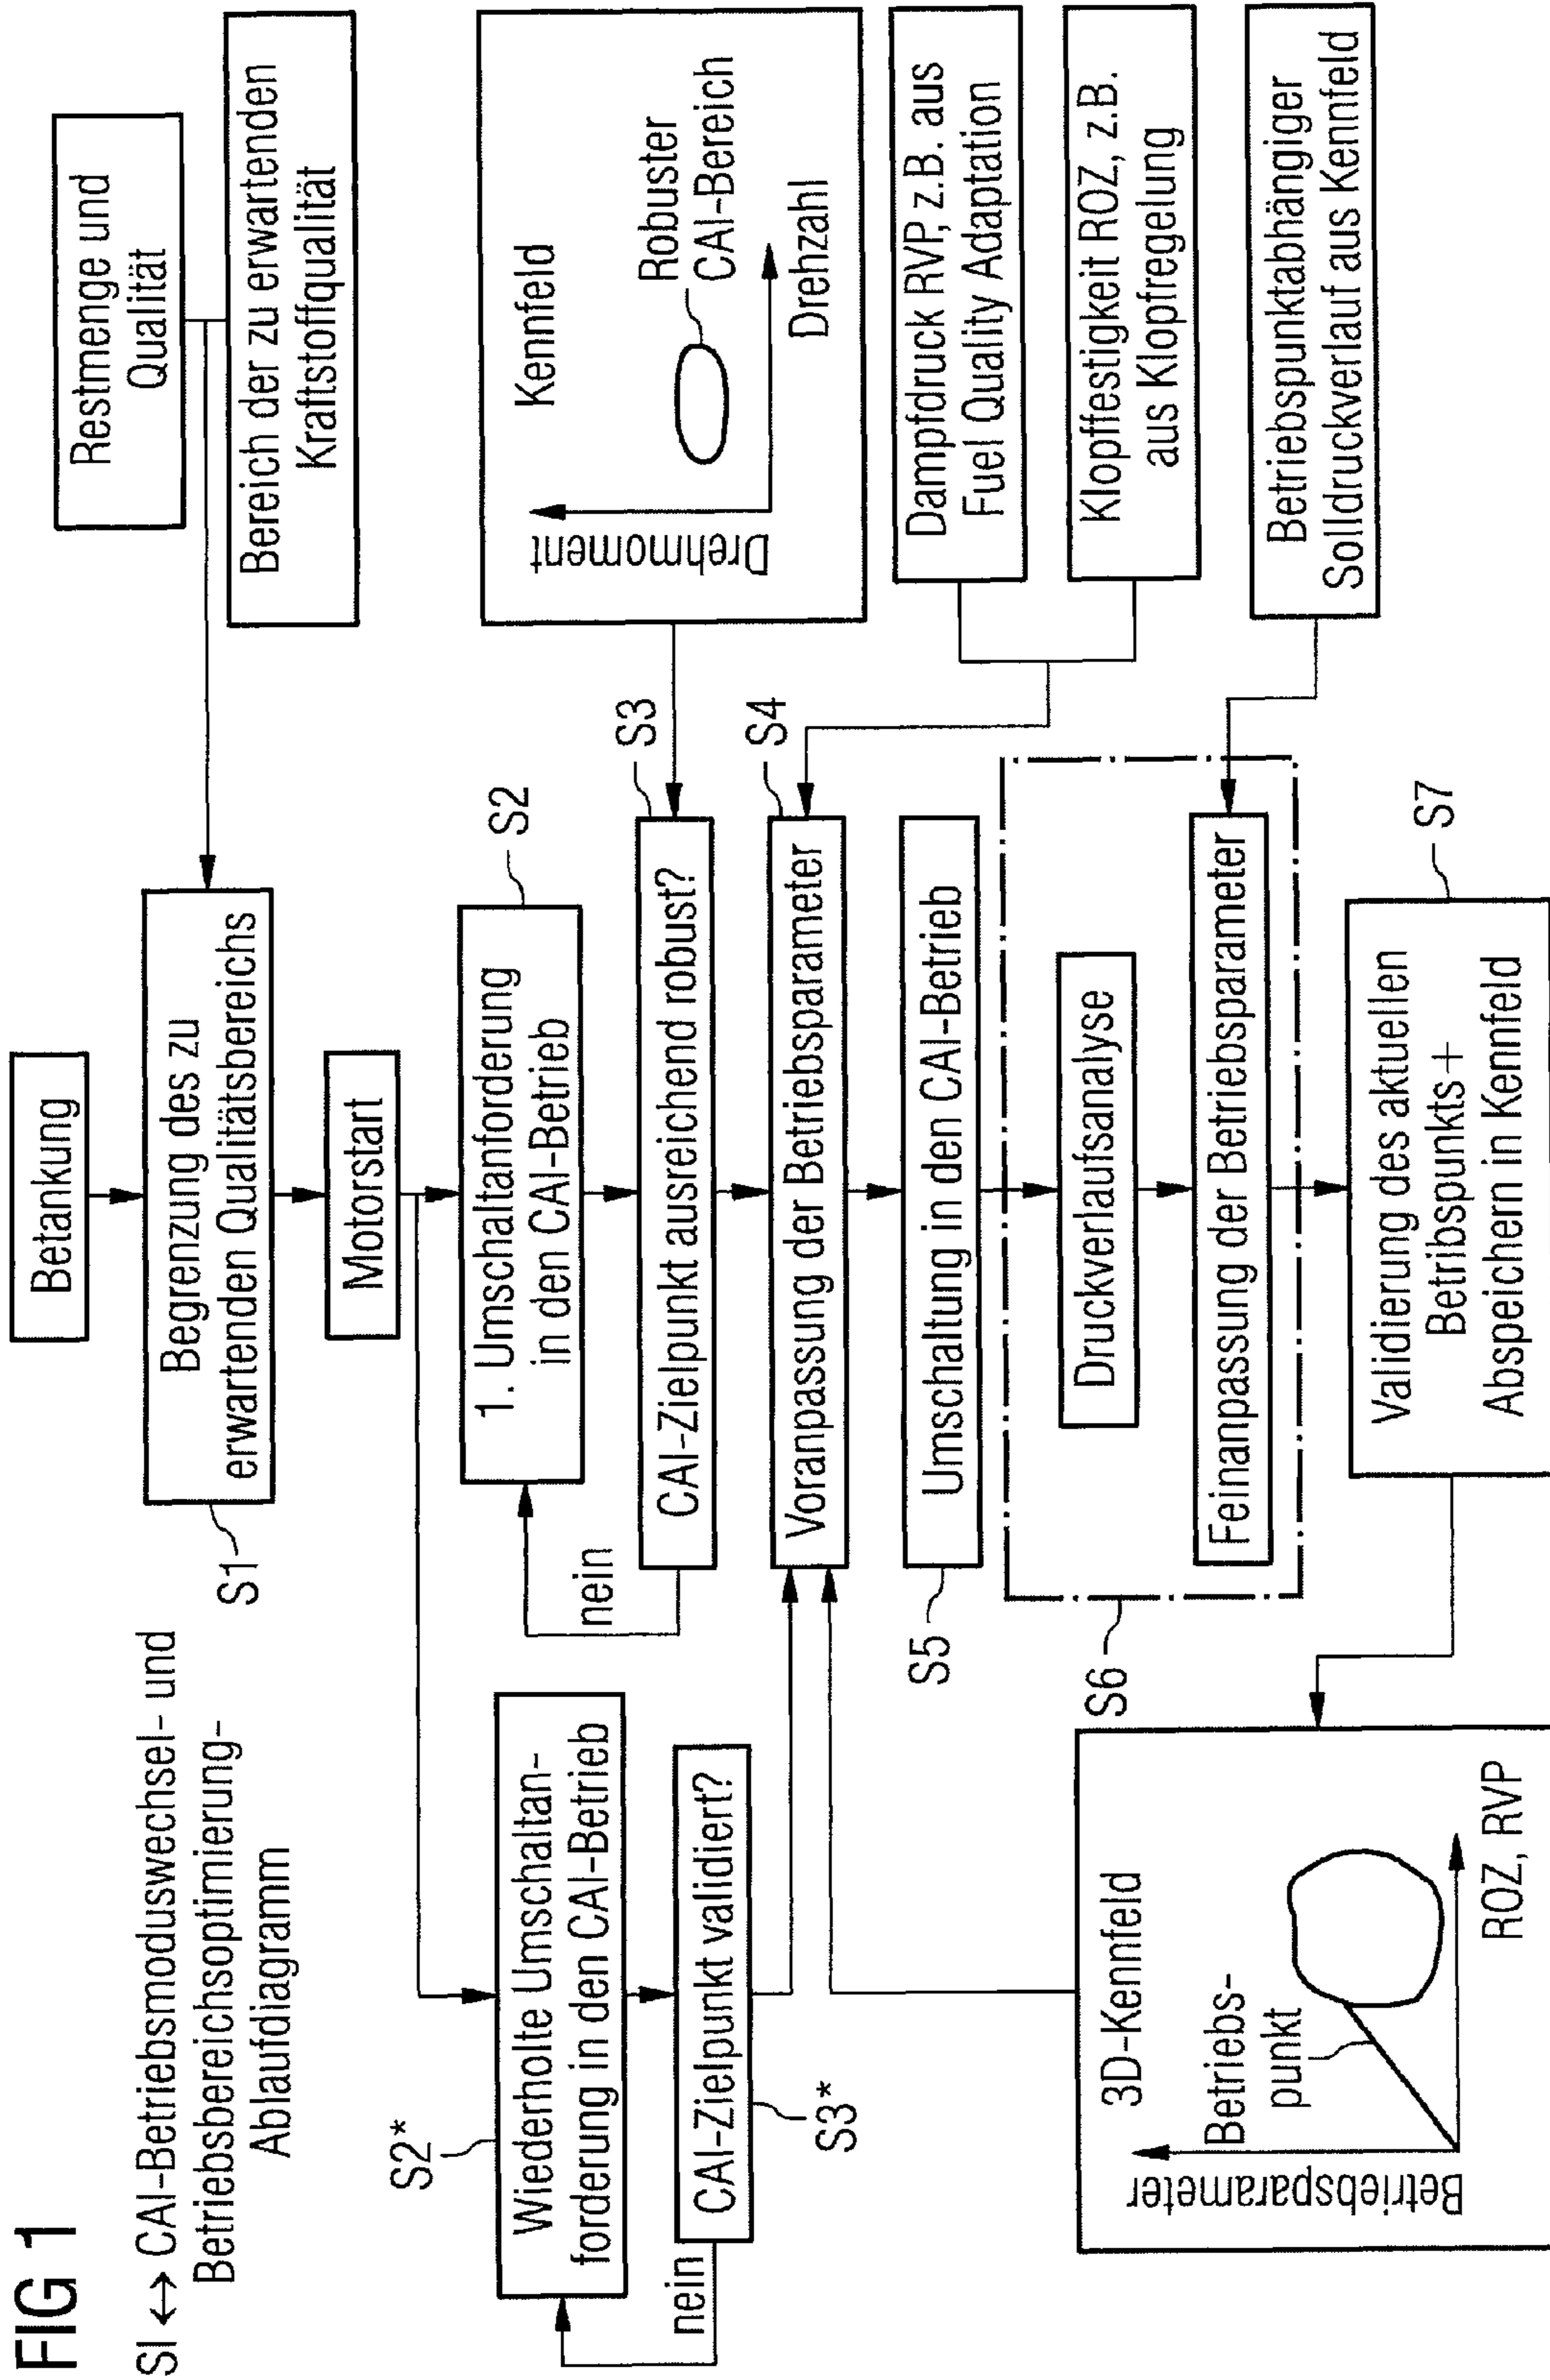 FIG 1
SI ↔ CAI-Betriebsmoduswechsel- und
Betriebsbereichsoptimierung-
Ablaufdiagramm
Betankung
Restmenge und
Qualität
Bereich der zu erwartenden
Kraftstoffqualität
S1
Begrenzung des zu
erwartenden Qualitätsbereichs
Motorstart
S2*
Wiederholte Umschaltan-
forderung in den CAI-Betrieb
nein
CAI-Zielpunkt validiert?
S3*
S2
1. Umschaltanforderung
in den CAI-Betrieb
nein
S3
CAI-Zielpunkt ausreichend robust?
Kennfeld
Drehmoment
Robuster
CAI-Bereich
Drehzahl
S4
Voranpassung der Betriebsparameter
Dampfdruck RVP, z.B. aus
Fuel Quality Adaptation
Klopffestigkeit ROZ, z.B.
aus Klopfregelung
S5
Umschaltung in den CAI-Betrieb
S6
Druckverlaufsanalyse
Feinanpassung der Betriebsparameter
Betriebspunktabhängiger
Solldruckverlauf aus Kennfeld
S7
Validierung des aktuellen
Betribspunkts+
Abspeichern in Kennfeld
3D-Kennfeld
Betriebsparameter
Betriebs-
punkt
ROZ, RVP